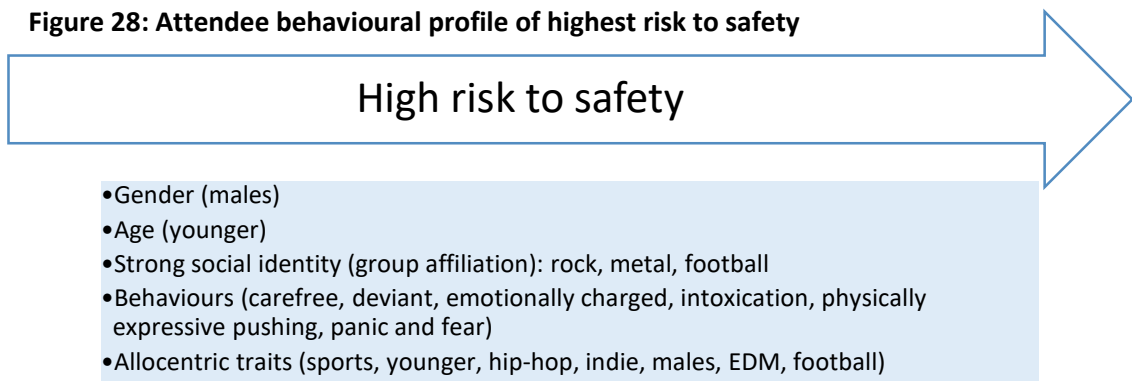 Figure 28: Attendee behavioural profile of highest risk to safety
High risk to safety
•Gender (males)
•Age (younger)
•Strong social identity (group affiliation): rock, metal, football
•Behaviours (carefree, deviant, emotionally charged, intoxication, physically
expressive pushing, panic and fear)
•Allocentric traits (sports, younger, hip-hop, indie, males, EDM, football)